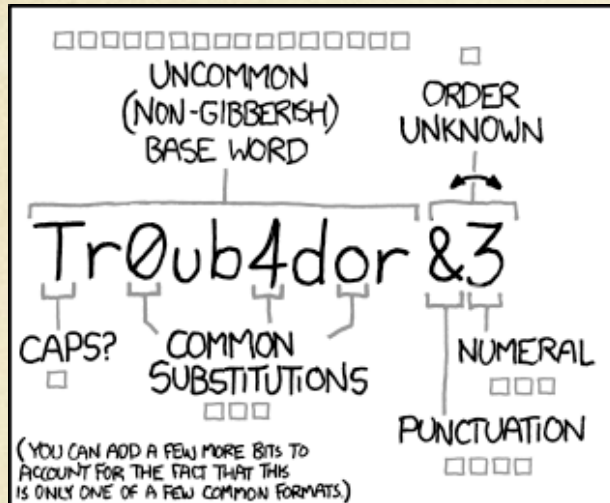 UNCOMMON
(NON-GIBBERISH)
BASE WORD
ORDER
UNKNOWN
Tr0ub4dor &3
CAPS?
COMMON
SUBSTITUTIONS
NUMERAL
PUNCTUATION
(YOU CAN ADD A FEW MORE BITS TO
ACCOUNT FOR THE FACT THAT THIS
IS ONLY ONE OF A FEW COMMON FORMATS.)